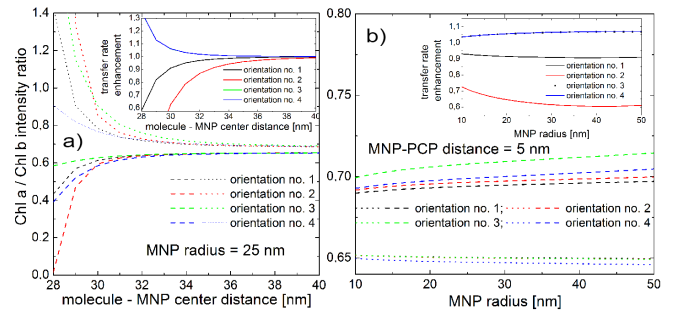 a)
Chl a / Chl b intensity ratio
1.4
1.2
1.0
0.8
0.6
0.4
0.2
0.0
28 30 32 34 36 38 40
molecule - MNP center distance [nm]
orientation no. 1
orientation no. 2
orientation no. 3
orientation no. 4
MNP radius = 25 nm
transfer rate
enhancement
1.3
1.2
1.1
1.0
0.9
0.8
0.7
0.6
28 30 32 34 36 38 40
molecule - MNP center distance [nm]
orientation no. 1
orientation no. 2
orientation no. 3
orientation no. 4
b)
0.80
0.75
0.70
0.65
10 20 30 40 50
MNP radius [nm]
MNP-PCP distance = 5 nm
orientation no. 1; orientation no. 2
orientation no. 3; orientation no. 4
transfer rate
enhancement
1.1
1.0
0.9
0.8
0.7
0.6
10 20 30 40 50
MNP radius [nm]
orientation no. 1
orientation no. 2
orientation no. 3
orientation no. 4